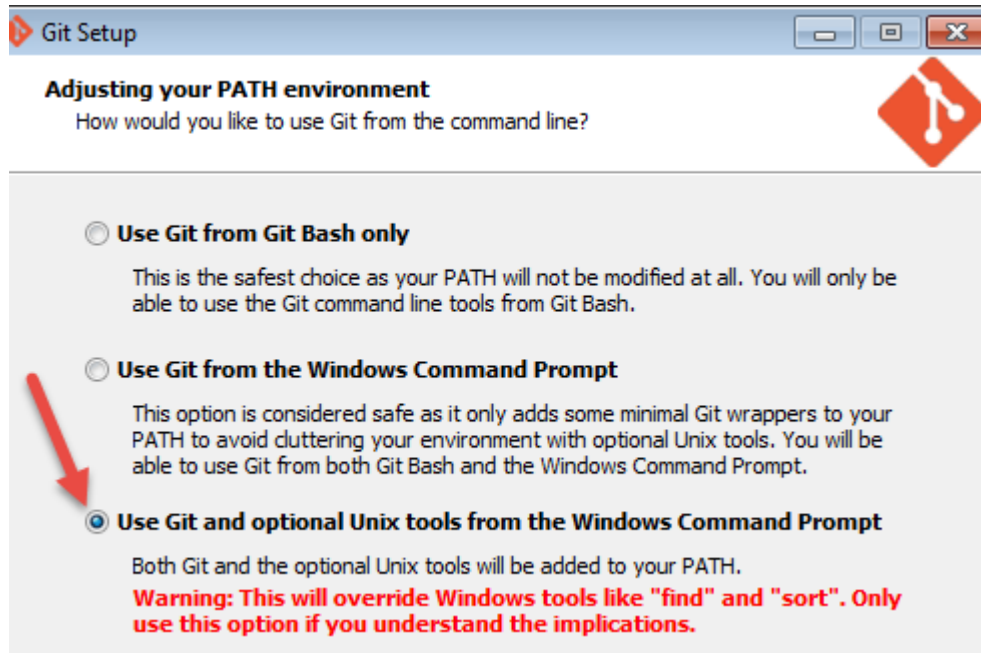 Git Setup
Adjusting your PATH environment
How would you like to use Git from the command line?
Use Git from Git Bash only
This is the safest choice as your PATH will not be modified at all. You will only be
able to use the Git command line tools from Git Bash.
Use Git from the Windows Command Prompt
This option is considered safe as it only adds some minimal Git wrappers to your
PATH to avoid cluttering your environment with optional Unix tools. You will be
able to use Git from both Git Bash and the Windows Command Prompt.
Use Git and optional Unix tools from the Windows Command Prompt
Both Git and the optional Unix tools will be added to your PATH.
Warning: This will override Windows tools like "find" and "sort". Only
use this option if you understand the implications.